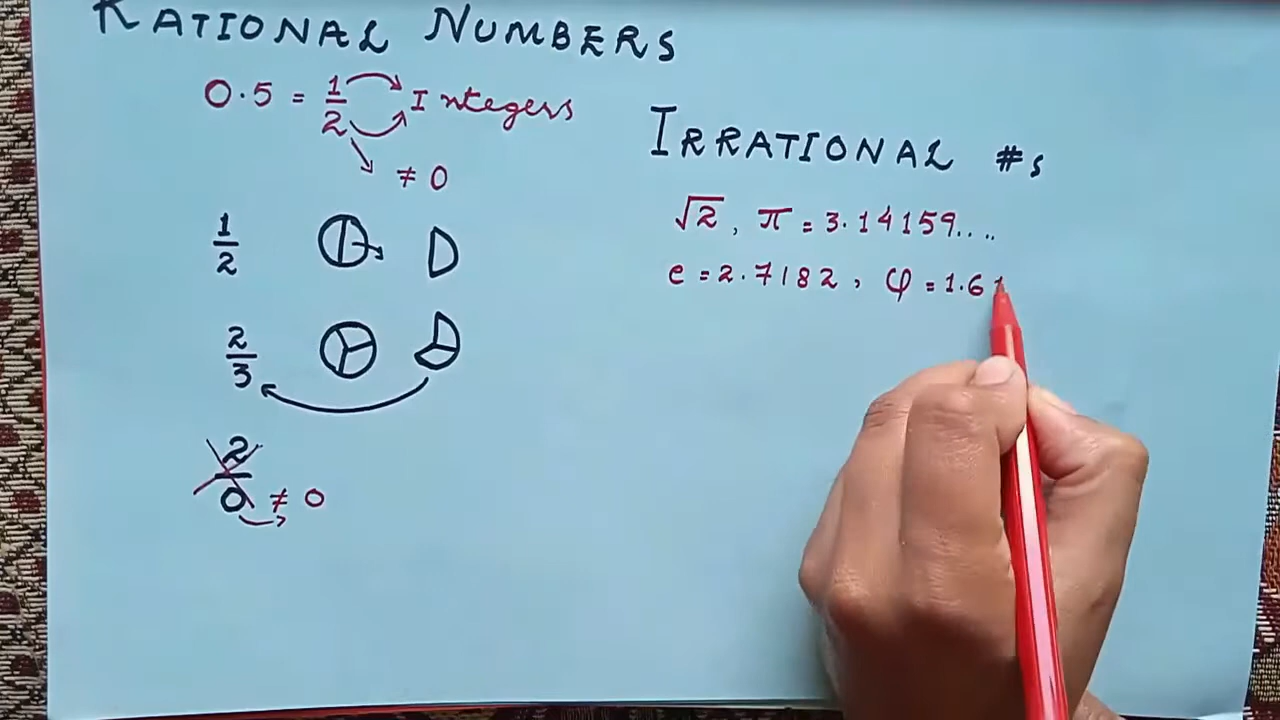 RATIONAL NUMBERS
0.5 = 1/2 Integers
≠ 0
1/2
2/3
2/0 ≠ 0
IRRATIONAL #s
√2, π = 3.14159....
e = 2.7182, φ = 1.61